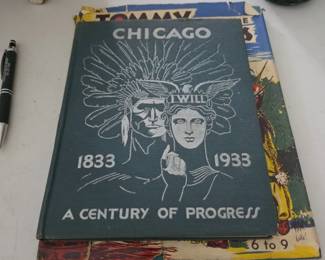 TOMMY
CHICAGO
I WILL
1833 1933
A CENTURY OF PROGRESS
6 to 9